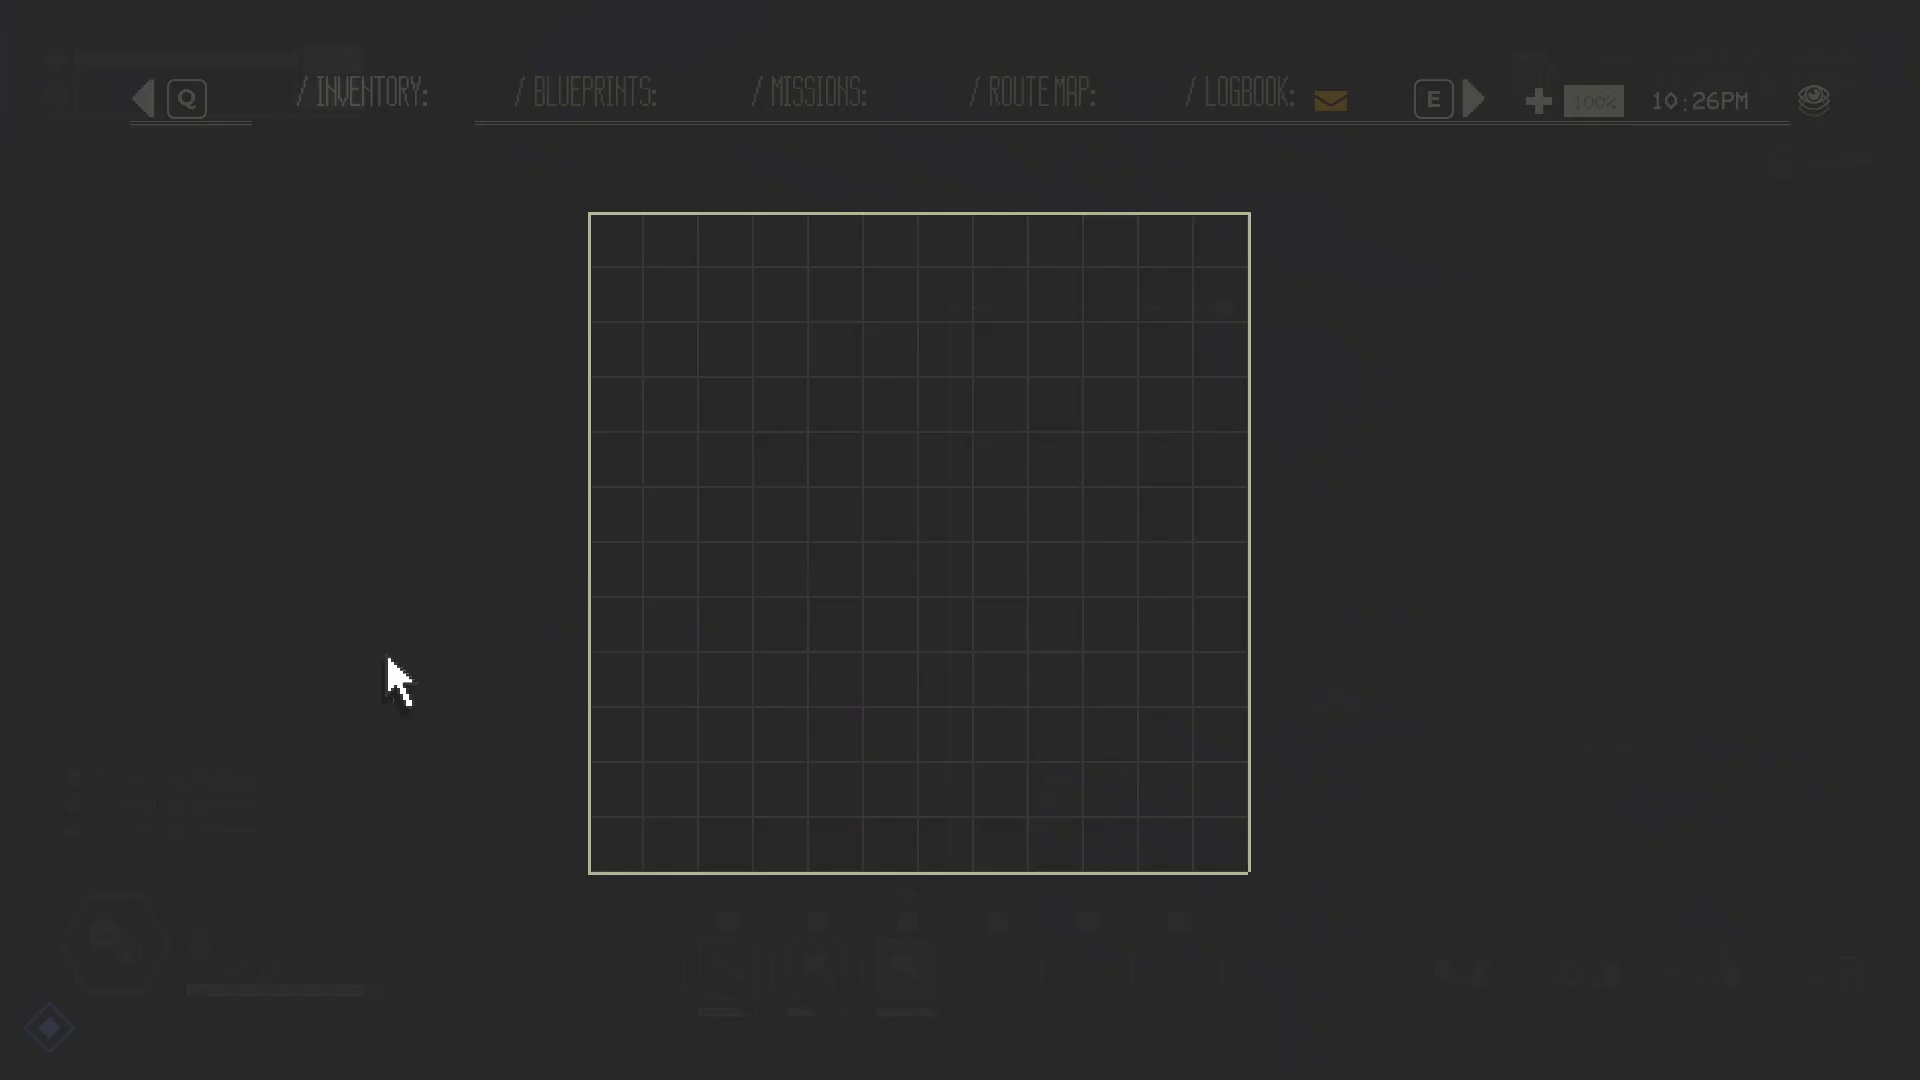 Q / INVENTORY: / BLUEPRINTS: / MISSIONS: / ROUTE MAP: / LOGBOOK: E 100% 10:26PM